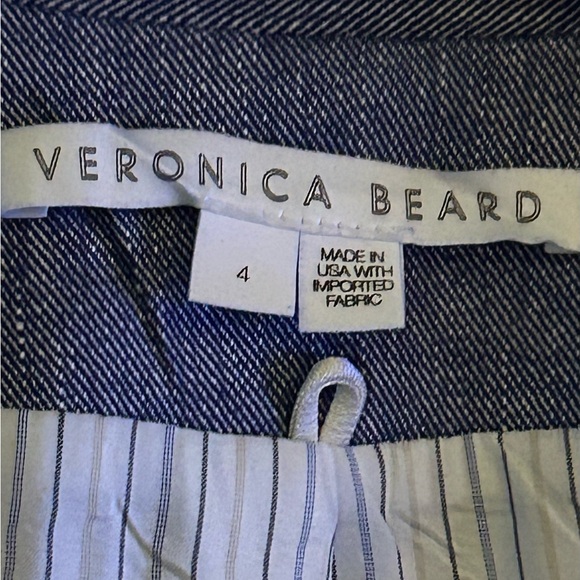 VERONICA BEARD
4
MADE IN
USA WITH
IMPORTED
FABRIC